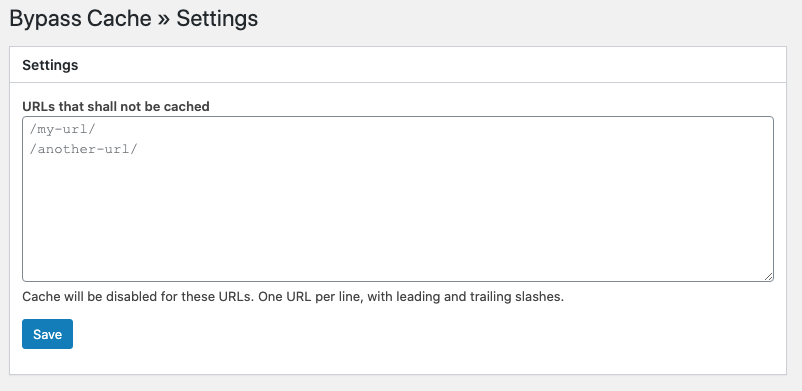 Bypass Cache » Settings
Settings
URLs that shall not be cached
/my-url/
/another-url/
Cache will be disabled for these URLs. One URL per line, with leading and trailing slashes.
Save